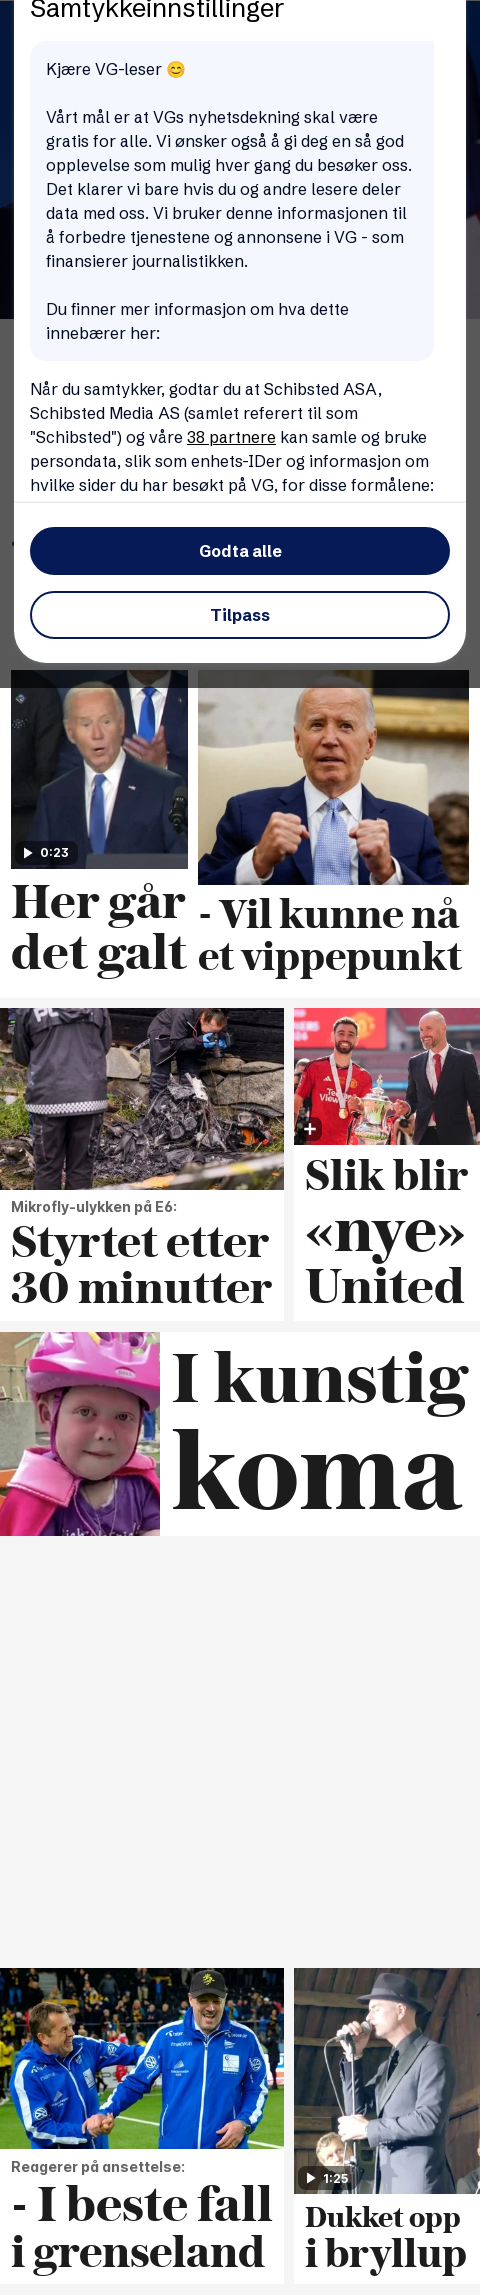 Samtykkeinnstillinger
Kjære VG-leser 😊
Vårt mål er at VGs nyhetsdekning skal være
gratis for alle. Vi ønsker også å gi deg en så god
opplevelse som mulig hver gang du besøker oss.
Det klarer vi bare hvis du og andre lesere deler
data med oss. Vi bruker denne informasjonen til
å forbedre tjenestene og annonsene i VG - som
finansierer journalistikken.
Du finner mer informasjon om hva dette
innebærer her:
Når du samtykker, godtar du at Schibsted ASA,
Schibsted Media AS (samlet referert til som
"Schibsted") og våre 38 partnere kan samle og bruke
persondata, slik som enhets-IDer og informasjon om
hvilke sider du har besøkt på VG, for disse formålene:
Godta alle
Tilpass
0:23
Her går
det galt
- Vil kunne nå
et vippepunkt
Mikrofly-ulykken på E6:
Styrtet etter
30 minutter
Slik blir
«nye»
United
I kunstig
koma
Reagerer på ansettelse:
- I beste fall
i grenseland
1:25
Dukket opp
i bryllup